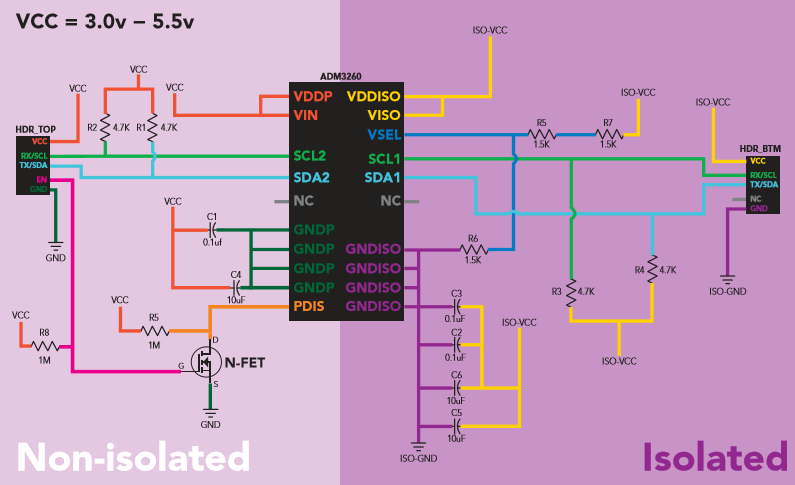 VCC = 3.0v – 5.5v
ISO-VCC
ADM3260
VCC
VCC
VCC
VDDP
VDDISO
ISO-VCC
VIN
VISO
ISO-VCC
HDR_TOP
R2
4.7K
R1
4.7K
VSEL
R5
1.5K
R7
1.5K
VCC
HDR_BTM
RX/SCL
TX/SDA
EN
GND
SCL2
SCL1
VCC
RX/SCL
TX/SDA
NC
GND
SDA2
SDA1
NC
NC
VCC
C1
0.1uf
GNDP
GNDP
GNDISO
R6
1.5K
GND
GNDP
GNDISO
C4
10uF
GNDP
GNDISO
R3
4.7K
R4
4.7K
ISO-GND
VCC
R5
1M
PDIS
GNDISO
C3
0.1uF
ISO-VCC
VCC
R8
1M
D
G
S
N-FET
C2
0.1uF
ISO-VCC
C6
10uF
C5
10uF
GND
ISO-GND
Non-isolated
Isolated